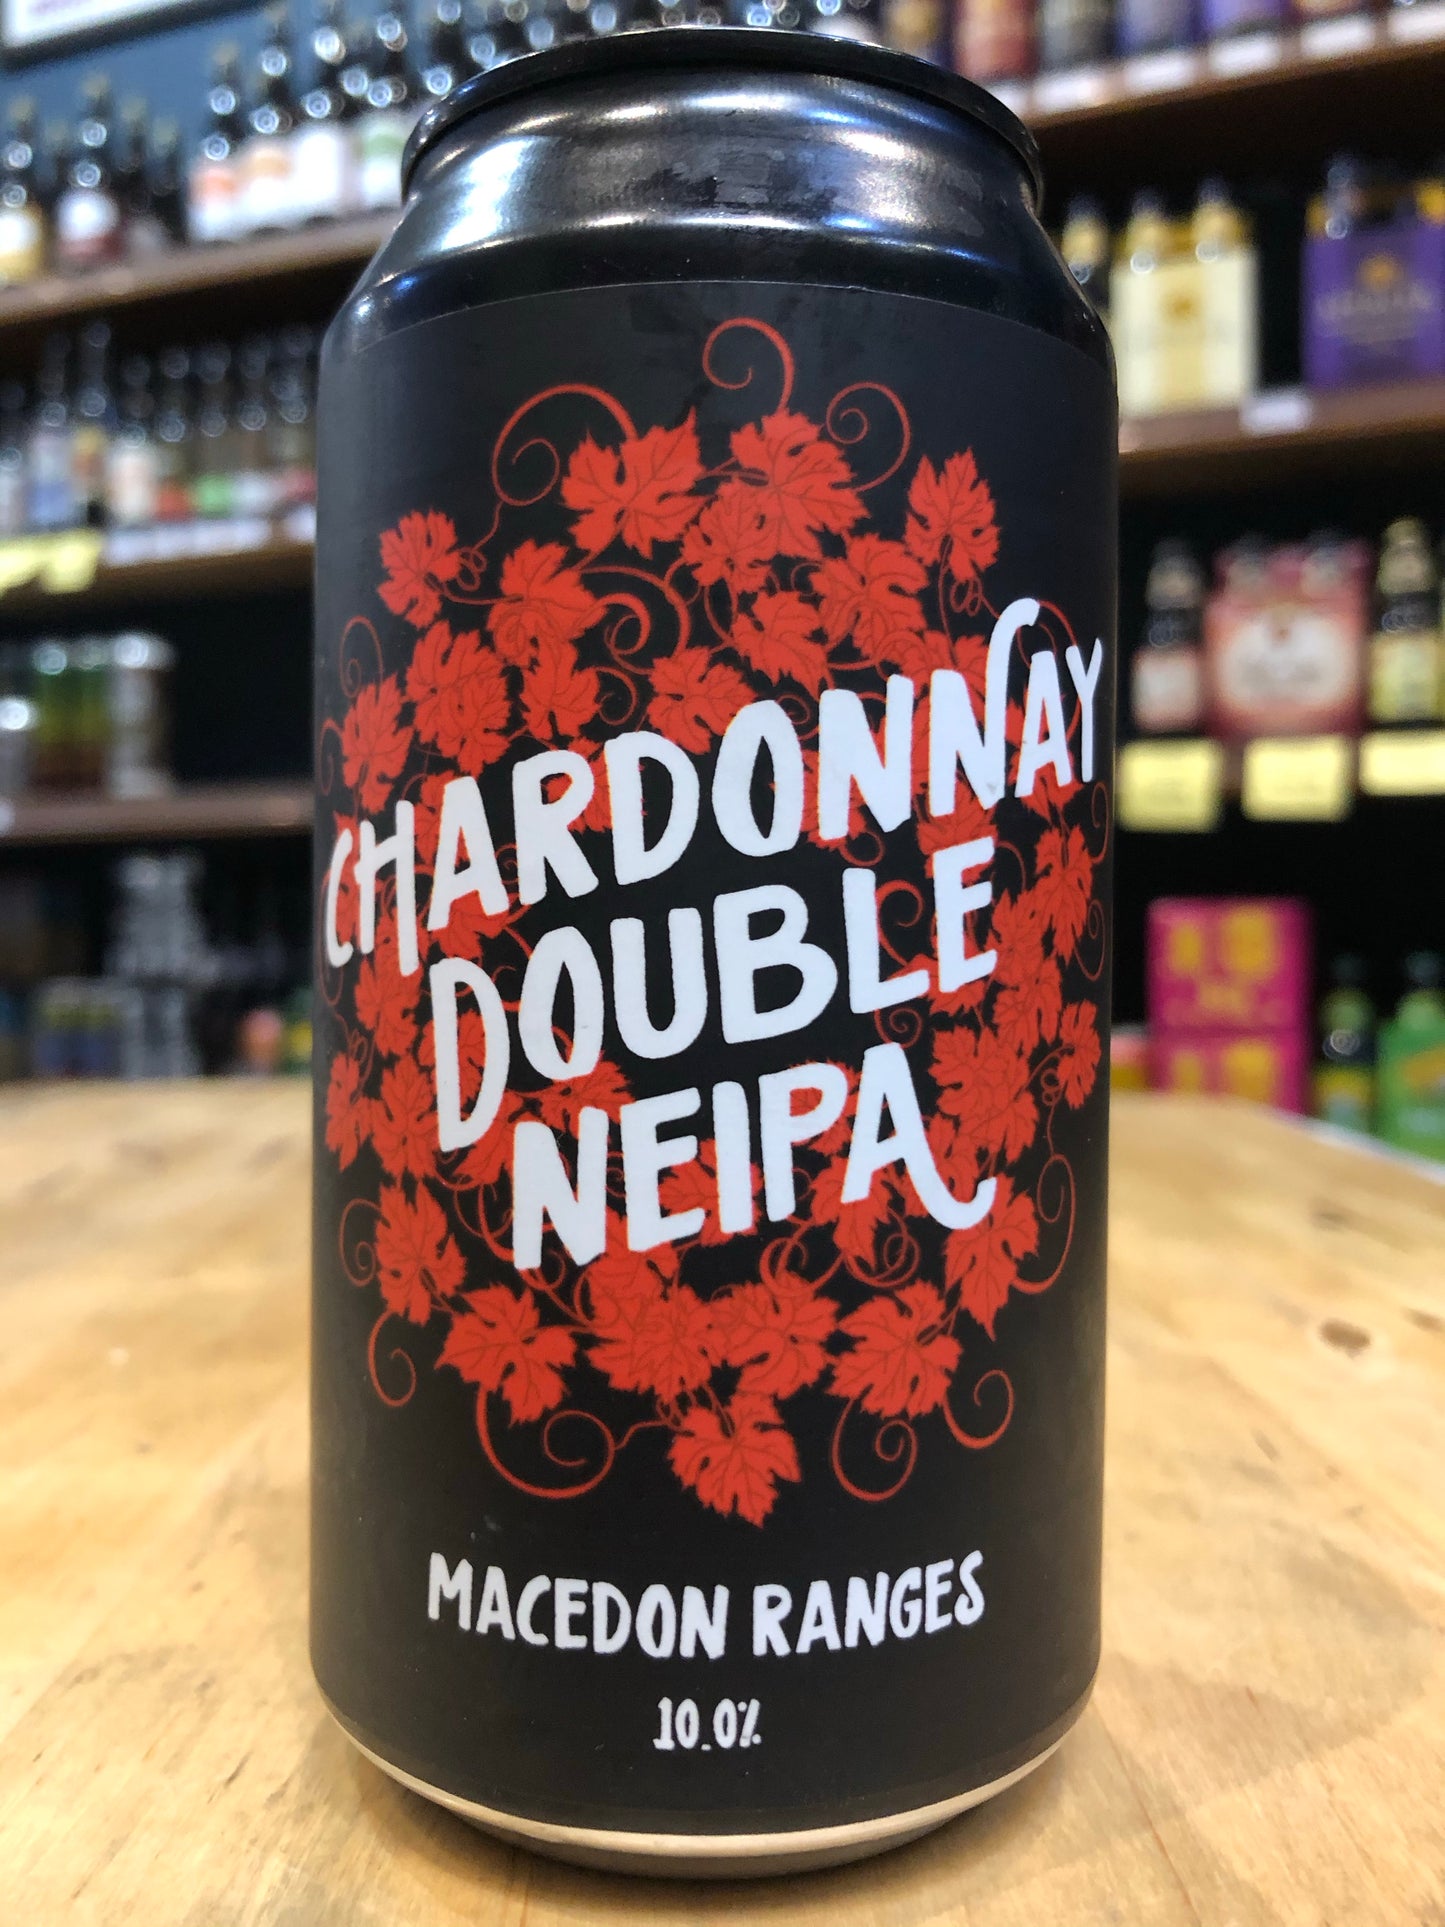 CHARDONNAY
DOUBLE
NEIPA
MACEDON RANGES
10.0%